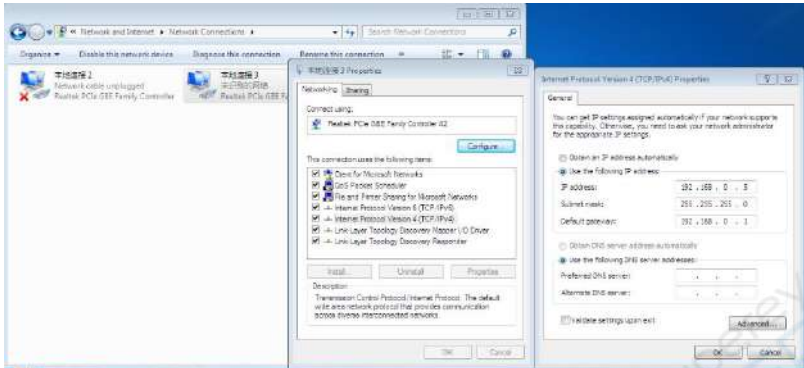 « Network and Internet ▸ Network Connections ▸
Search Network Connections
Organize ▾ Disable this network device Diagnose this connection Rename this connection »
本地连接 2
Network cable unplugged
Realtek PCIe GBE Family Controller
本地连接 3
未识别的网络
Realtek PCIe GBE F
本地连接 3 Properties
Networking Sharing
Connect using:
Realtek PCIe GBE Family Controller #2
Configure...
This connection uses the following items:
Client for Microsoft Networks
QoS Packet Scheduler
File and Printer Sharing for Microsoft Networks
Internet Protocol Version 6 (TCP/IPv6)
Internet Protocol Version 4 (TCP/IPv4)
Link-Layer Topology Discovery Mapper I/O Driver
Link-Layer Topology Discovery Responder
Install... Uninstall Properties
Description
Transmission Control Protocol/Internet Protocol. The default
wide area network protocol that provides communication
across diverse interconnected networks.
OK Cancel
Internet Protocol Version 4 (TCP/IPv4) Properties
General
You can get IP settings assigned automatically if your network supports
this capability. Otherwise, you need to ask your network administrator
for the appropriate IP settings.
Obtain an IP address automatically
Use the following IP address:
IP address: 192 . 168 . 0 . 3
Subnet mask: 255 . 255 . 255 . 0
Default gateway: 192 . 168 . 0 . 1
Obtain DNS server address automatically
Use the following DNS server addresses:
Preferred DNS server: . . .
Alternate DNS server: . . .
Validate settings upon exit
Advanced...
OK Cancel